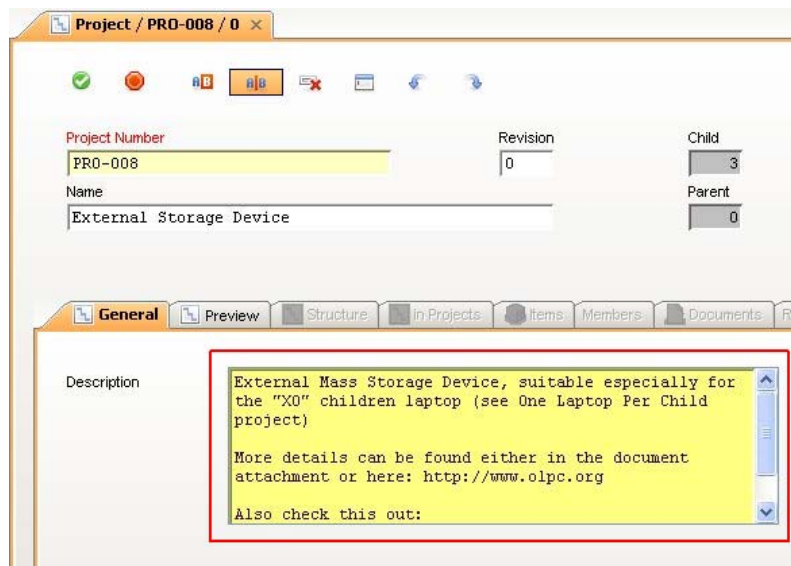 Project / PRO-008 / 0
AB A|B
Project Number Revision Child
PRO-008 0 3
Name Parent
External Storage Device 0
General Preview Structure In Projects Items Members Documents R
Description
External Mass Storage Device, suitable especially for
the "XO" children laptop (see One Laptop Per Child
project)
More details can be found either in the document
attachment or here: http://www.olpc.org
Also check this out: